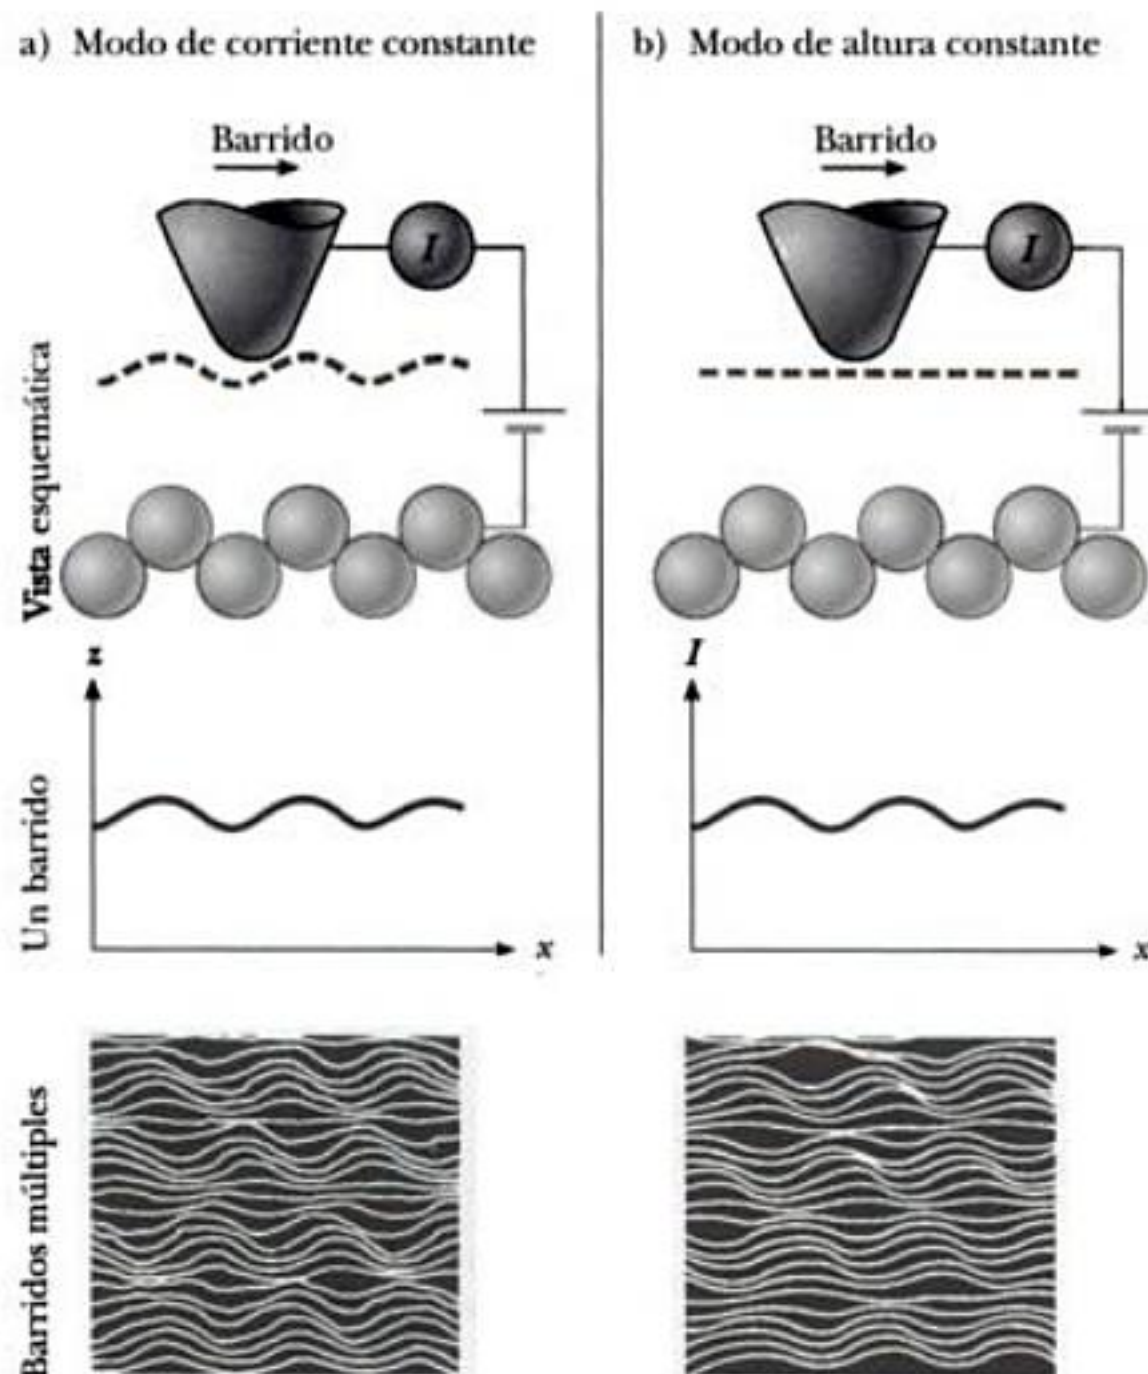 a) Modo de corriente constante
b) Modo de altura constante
Barrido
Barrido
I
I
Vista esquemática
z
I
Un barrido
x
x
Barridos múltiples